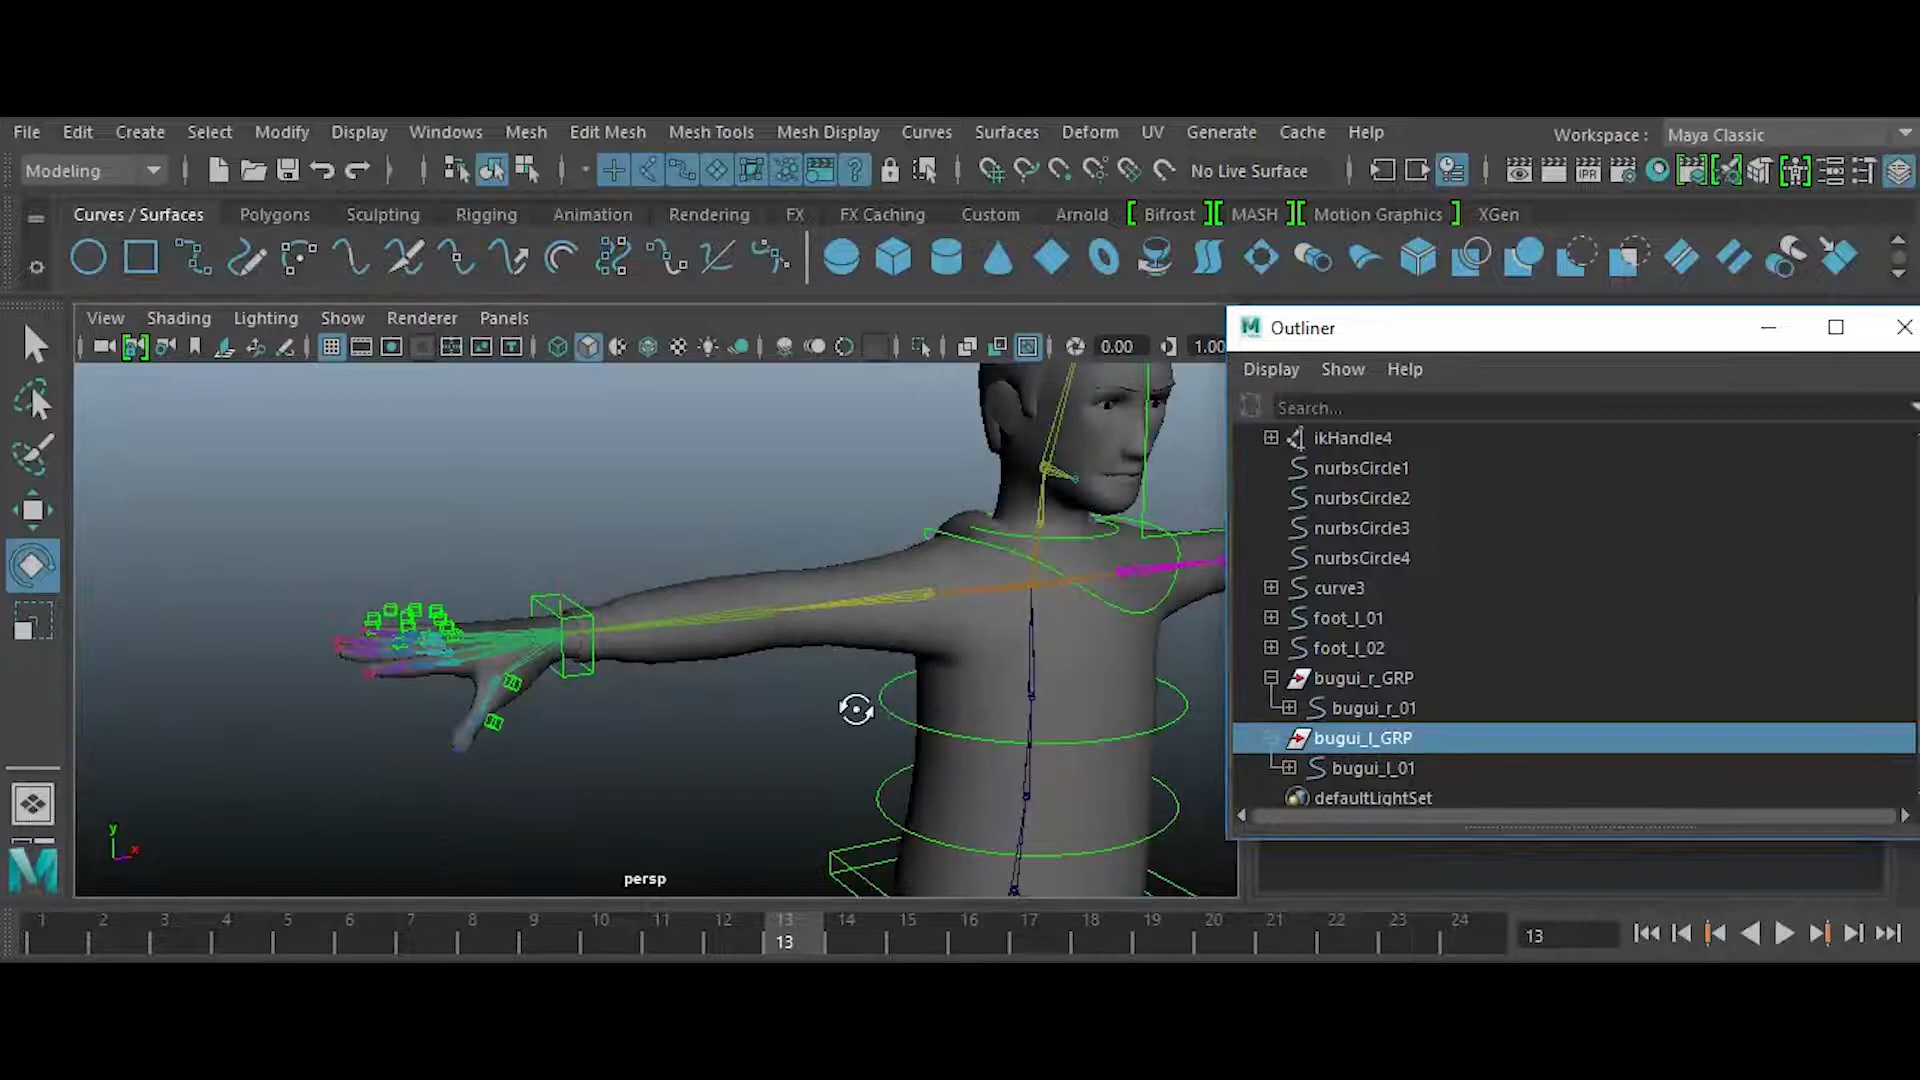 File Edit Create Select Modify Display Windows Mesh Edit Mesh Mesh Tools Mesh Display Curves Surfaces Deform UV Generate Cache Help Workspace : Maya Classic
Modeling No Live Surface IPR
Curves / Surfaces Polygons Sculpting Rigging Animation Rendering FX FX Caching Custom Arnold Bifrost MASH Motion Graphics XGen
View Shading Lighting Show Renderer Panels
0.00 1.00
Outliner
Display Show Help
Search...
ikHandle4
nurbsCircle1
nurbsCircle2
nurbsCircle3
nurbsCircle4
curve3
foot_l_01
foot_l_02
bugui_r_GRP
bugui_r_01
bugui_l_GRP
bugui_l_01
defaultLightSet
y
x
persp
1 2 3 4 5 6 7 8 9 10 11 12 13 14 15 16 17 18 19 20 21 22 23 24
13
13